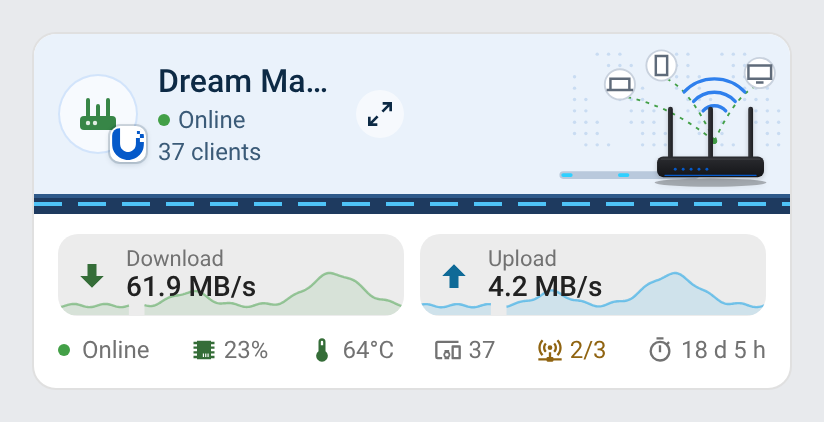 Dream Ma...
Online
37 clients
Download
61.9 MB/s
Upload
4.2 MB/s
Online
23%
64°C
37
2/3
18 d 5 h